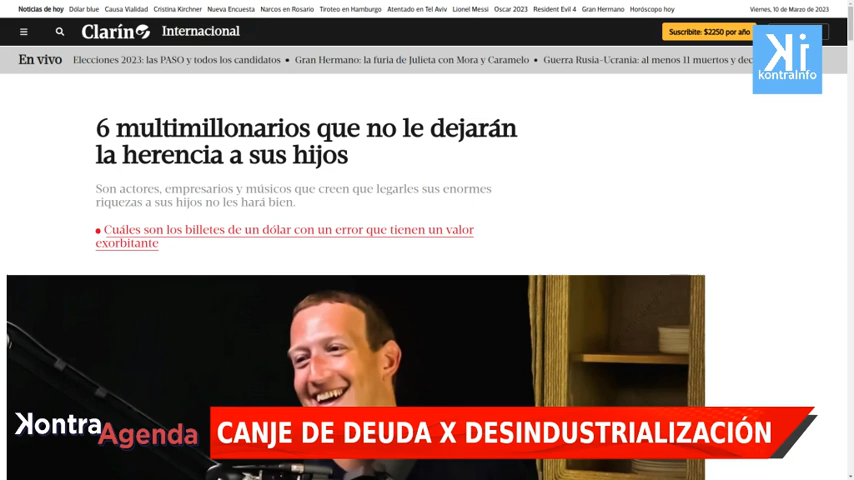 Noticias de hoy Dolar blue Causa Vialidad Cristina Kirchner Nueva Encuesta Narcos en Rosario Tiroteo en Hamburgo Atentado en Tel Aviv Lionel Messi Oscar 2023 Resident Evil 4 Gran Hermano Horóscopo hoy Viernes, 10 de Marzo de 2023
Clarín Internacional Suscribite: $2250 por año
En vivo Elecciones 2023: las PASO y todos los candidatos • Gran Hermano: la furia de Julieta con Mora y Caramelo • Guerra Rusia-Ucrania: al menos 11 muertos y dec
Ki
kontrainfo
6 multimillonarios que no le dejarán
la herencia a sus hijos
Son actores, empresarios y músicos que creen que legarles sus enormes
riquezas a sus hijos no les hará bien.
• Cuáles son los billetes de un dólar con un error que tienen un valor
exorbitante
Kontra
Agenda
CANJE DE DEUDA X DESINDUSTRIALIZACIÓN